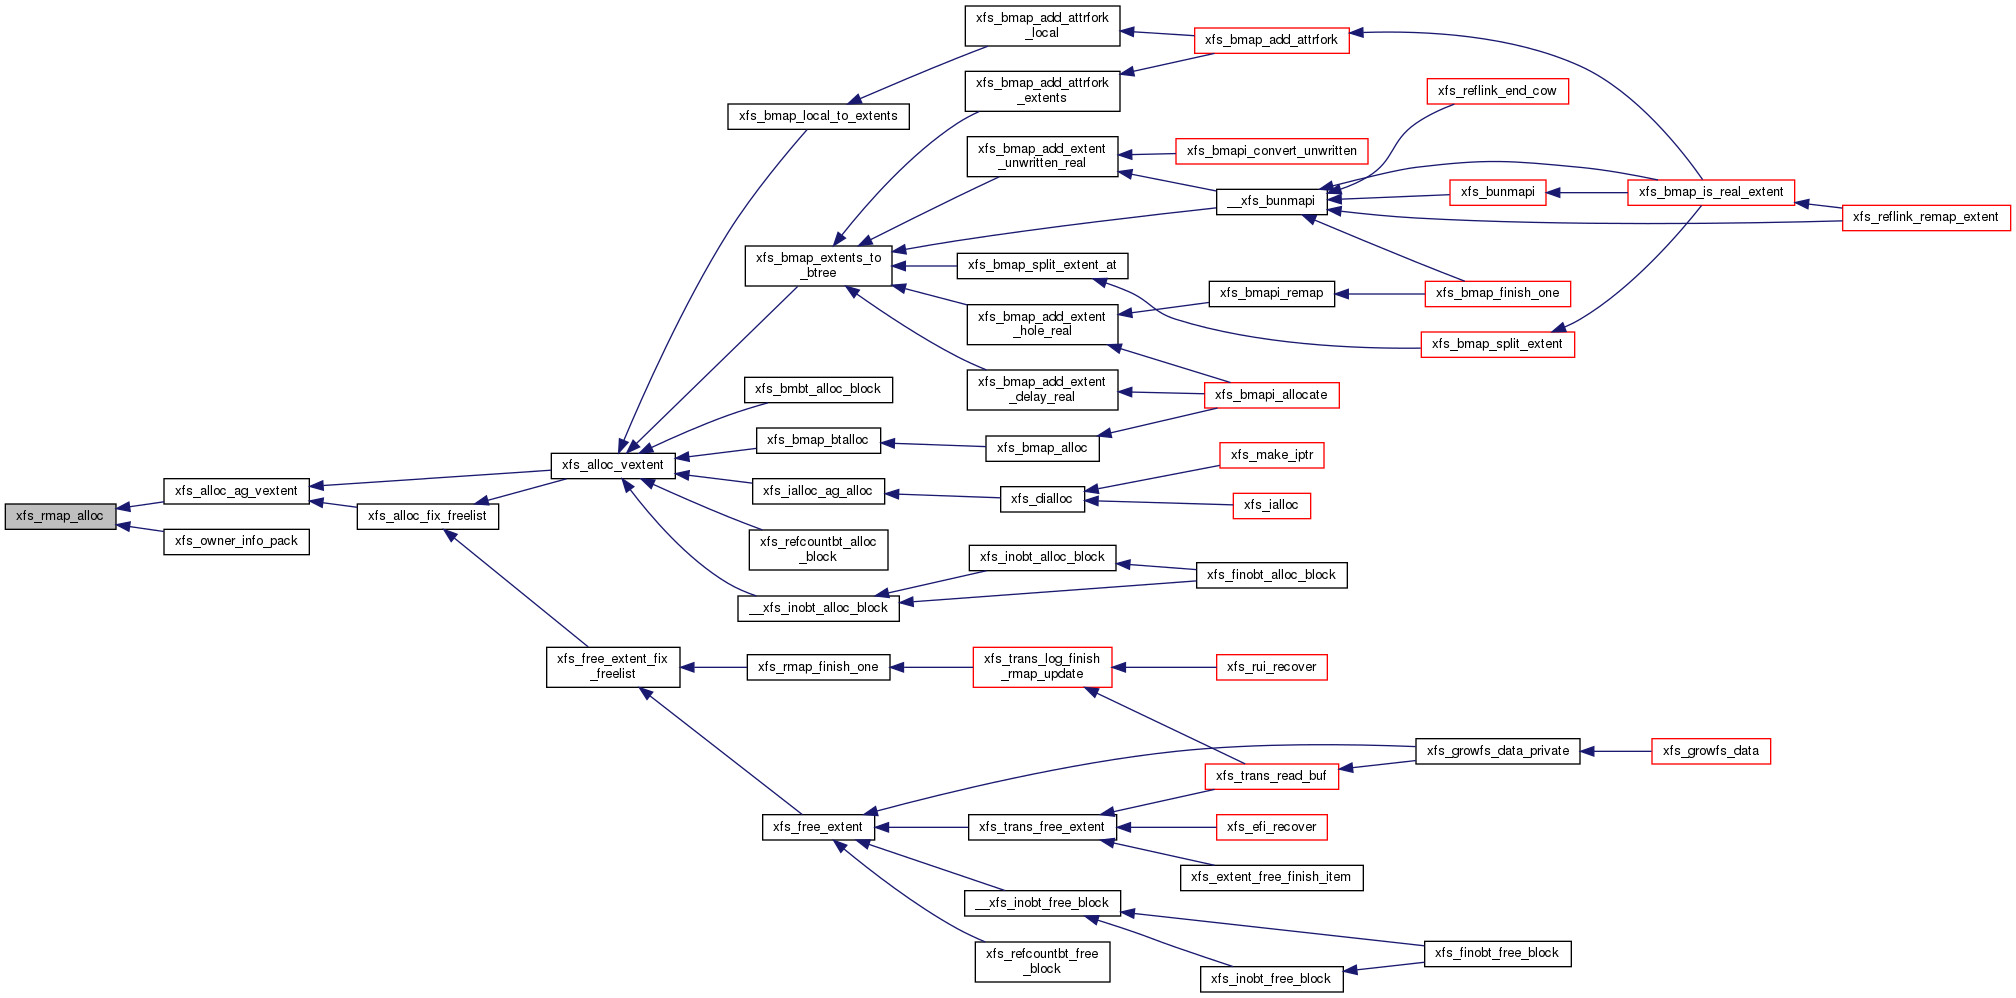 xfs_bmap_add_attrfork
_local
xfs_bmap_add_attrfork
xfs_bmap_add_attrfork
_extents
xfs_reflink_end_cow
xfs_bmap_local_to_extents
xfs_bmap_add_extent
_unwritten_real
xfs_bmapi_convert_unwritten
__xfs_bunmapi
xfs_bunmapi
xfs_bmap_is_real_extent
xfs_reflink_remap_extent
xfs_bmap_extents_to
_btree
xfs_bmap_split_extent_at
xfs_bmapi_remap
xfs_bmap_finish_one
xfs_bmap_add_extent
_hole_real
xfs_bmap_split_extent
xfs_bmap_add_extent
_delay_real
xfs_bmbt_alloc_block
xfs_bmapi_allocate
xfs_bmap_btalloc
xfs_bmap_alloc
xfs_alloc_vextent
xfs_make_iptr
xfs_alloc_ag_vextent
xfs_ialloc_ag_alloc
xfs_dialloc
xfs_ialloc
xfs_rmap_alloc
xfs_alloc_fix_freelist
xfs_owner_info_pack
xfs_refcountbt_alloc
_block
xfs_inobt_alloc_block
xfs_finobt_alloc_block
__xfs_inobt_alloc_block
xfs_free_extent_fix
_freelist
xfs_rmap_finish_one
xfs_trans_log_finish
_rmap_update
xfs_rui_recover
xfs_growfs_data_private
xfs_growfs_data
xfs_trans_read_buf
xfs_free_extent
xfs_trans_free_extent
xfs_efi_recover
xfs_extent_free_finish_item
__xfs_inobt_free_block
xfs_refcountbt_free
_block
xfs_finobt_free_block
xfs_inobt_free_block